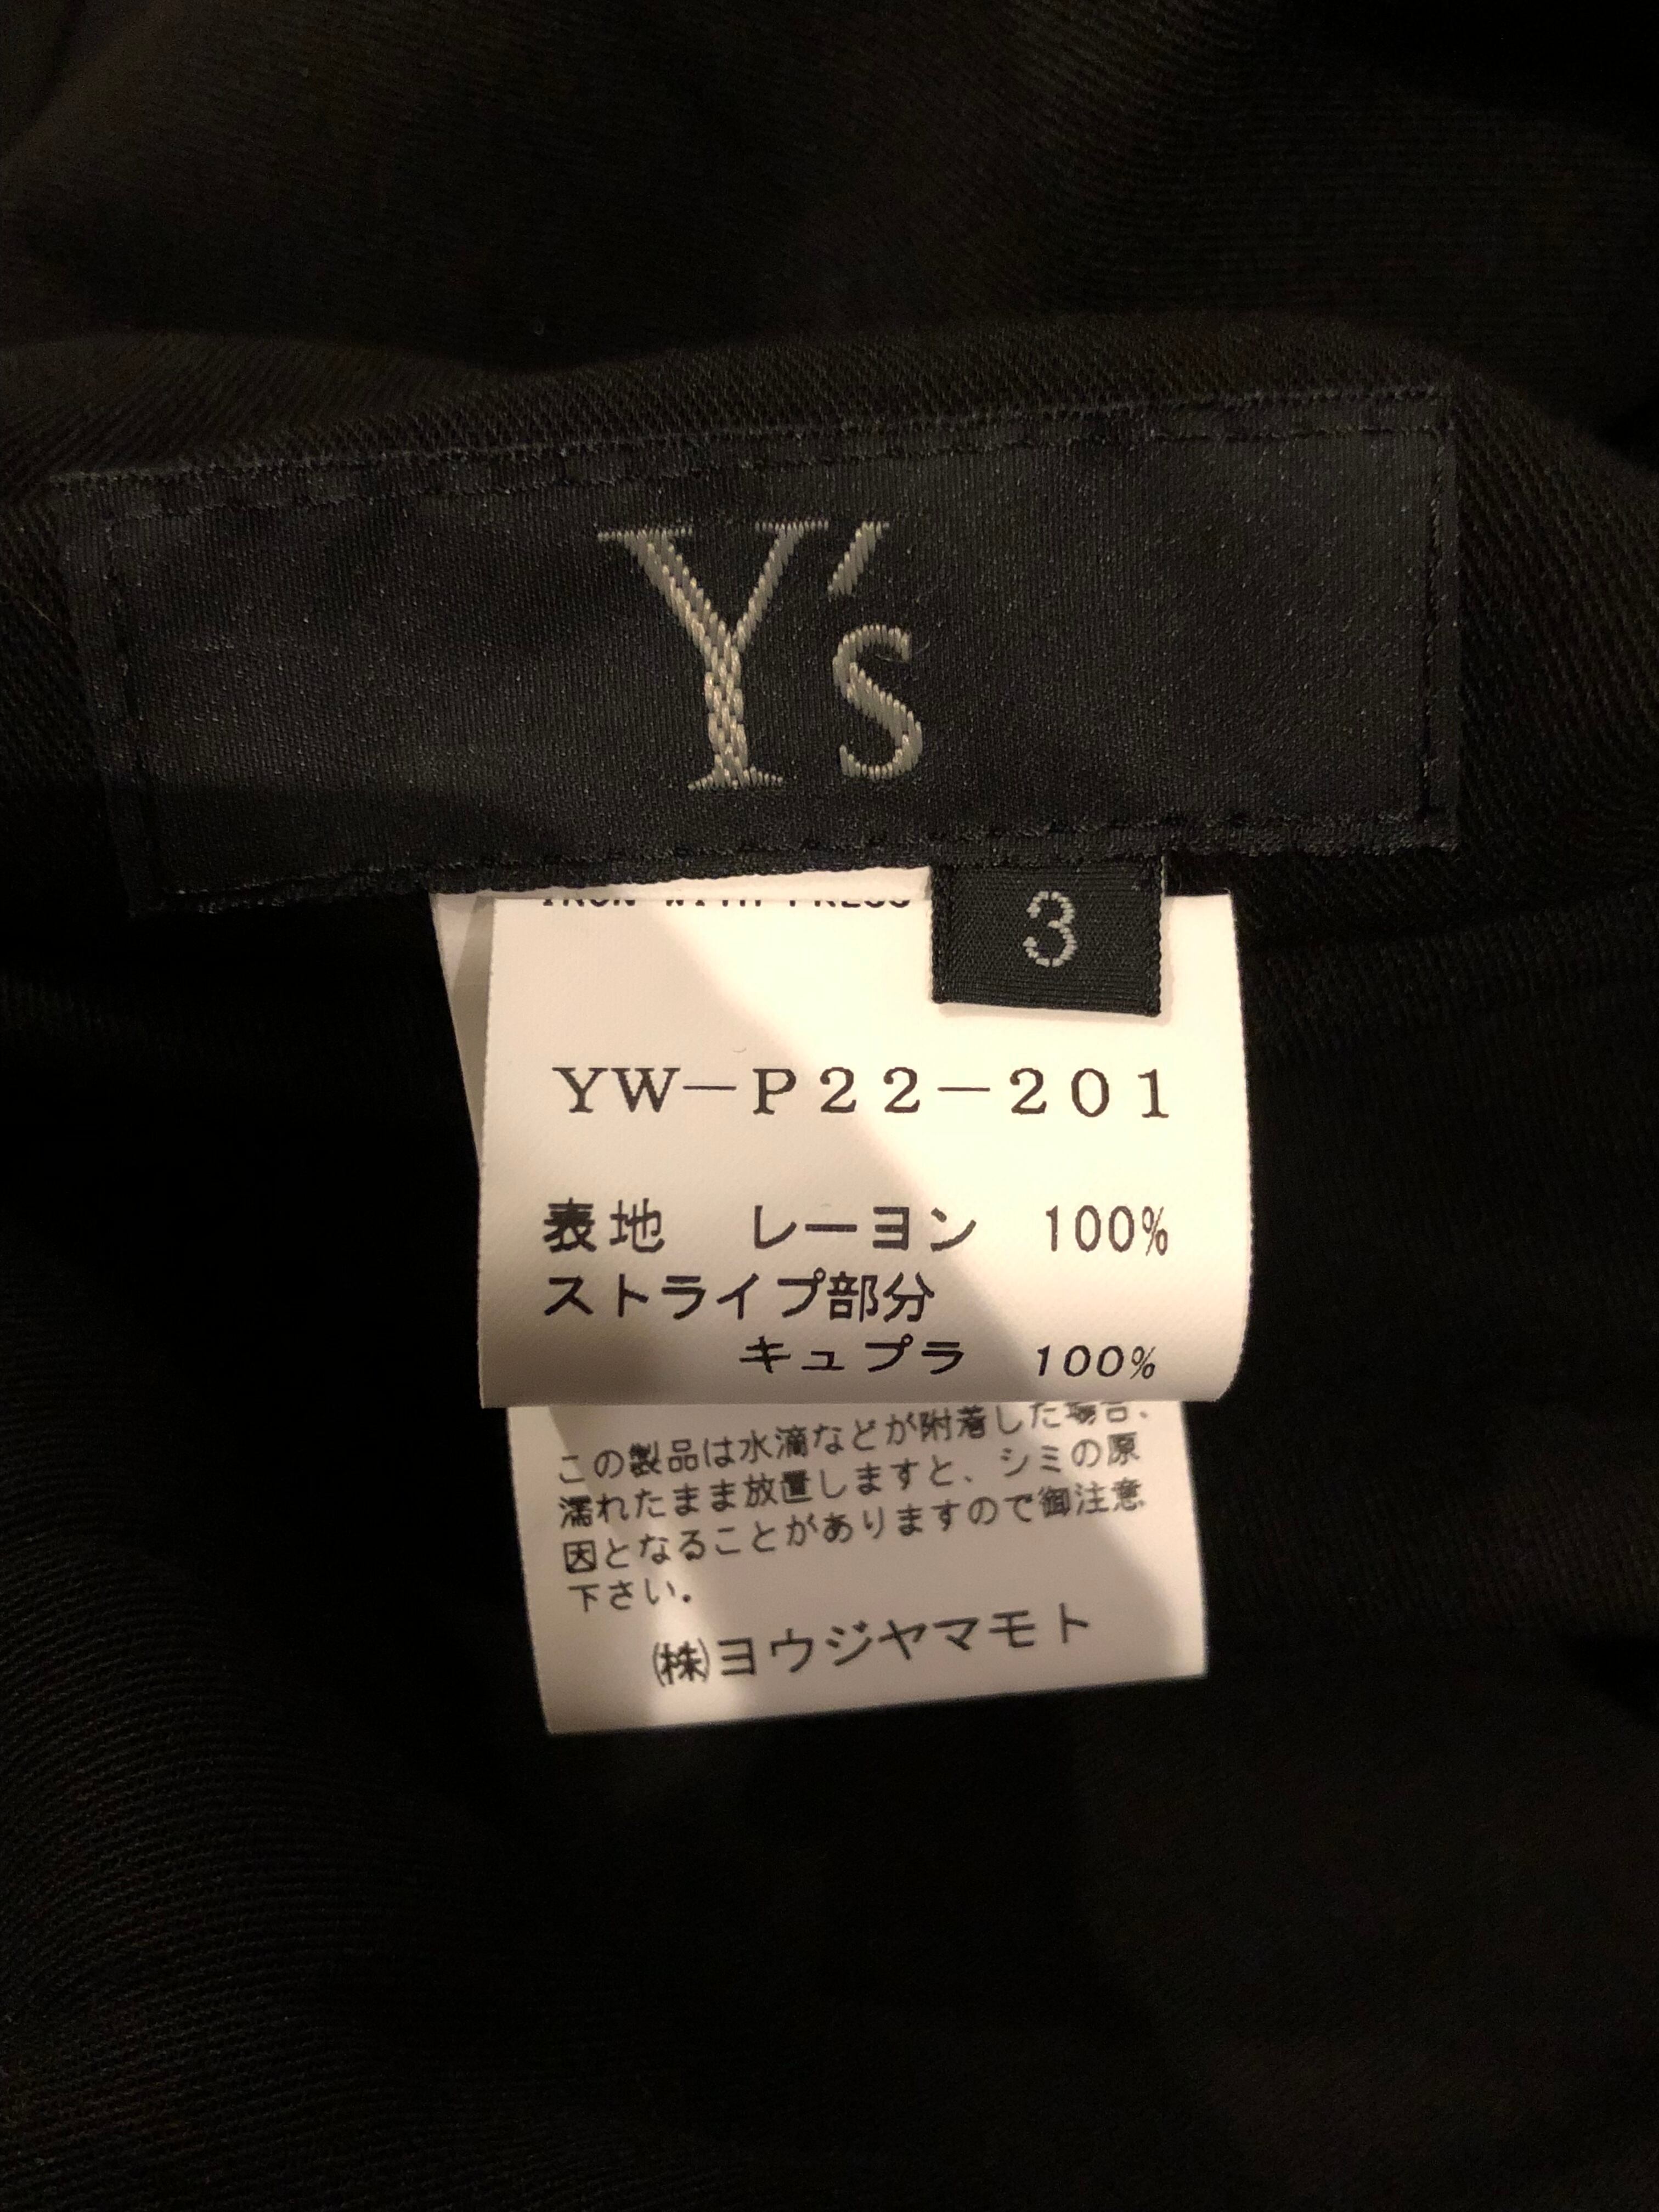 Y's
3
IRON WITH PRESS
YW-P22-201
表地 レーヨン 100%
ストライプ部分
キュプラ 100%
この製品は水滴などが附着した場合、
濡れたまま放置しますと、シミの原
因となることがありますので御注意
下さい。
㈱ヨウジヤマモト